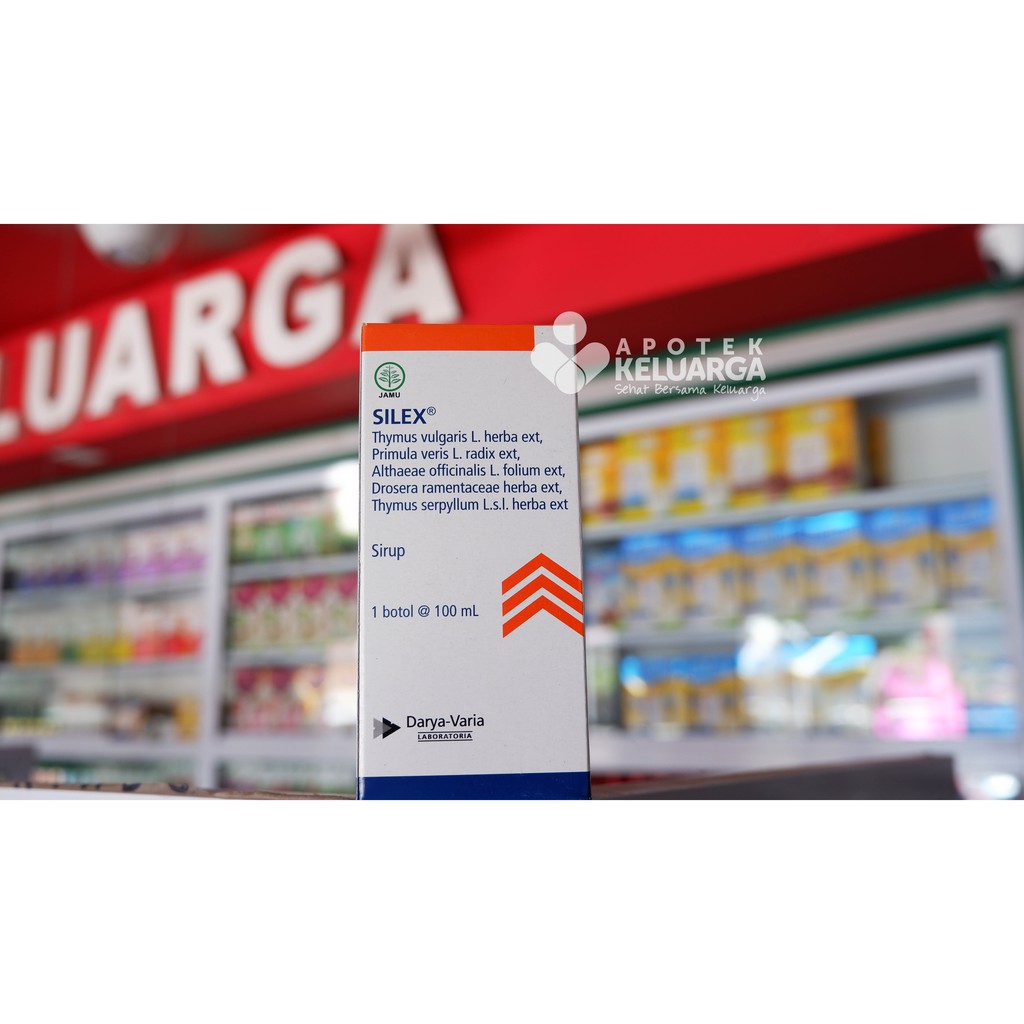 LUARGA
APOTEK
KELUARGA
Sehat Bersama Keluarga
JAMU
SILEX®
Thymus vulgaris L. herba ext,
Primula veris L. radix ext,
Althaeae officinalis L. folium ext,
Drosera ramentaceae herba ext,
Thymus serpyllum L.s.l. herba ext
Sirup
1 botol @ 100 mL
Darya-Varia
LABORATORIA